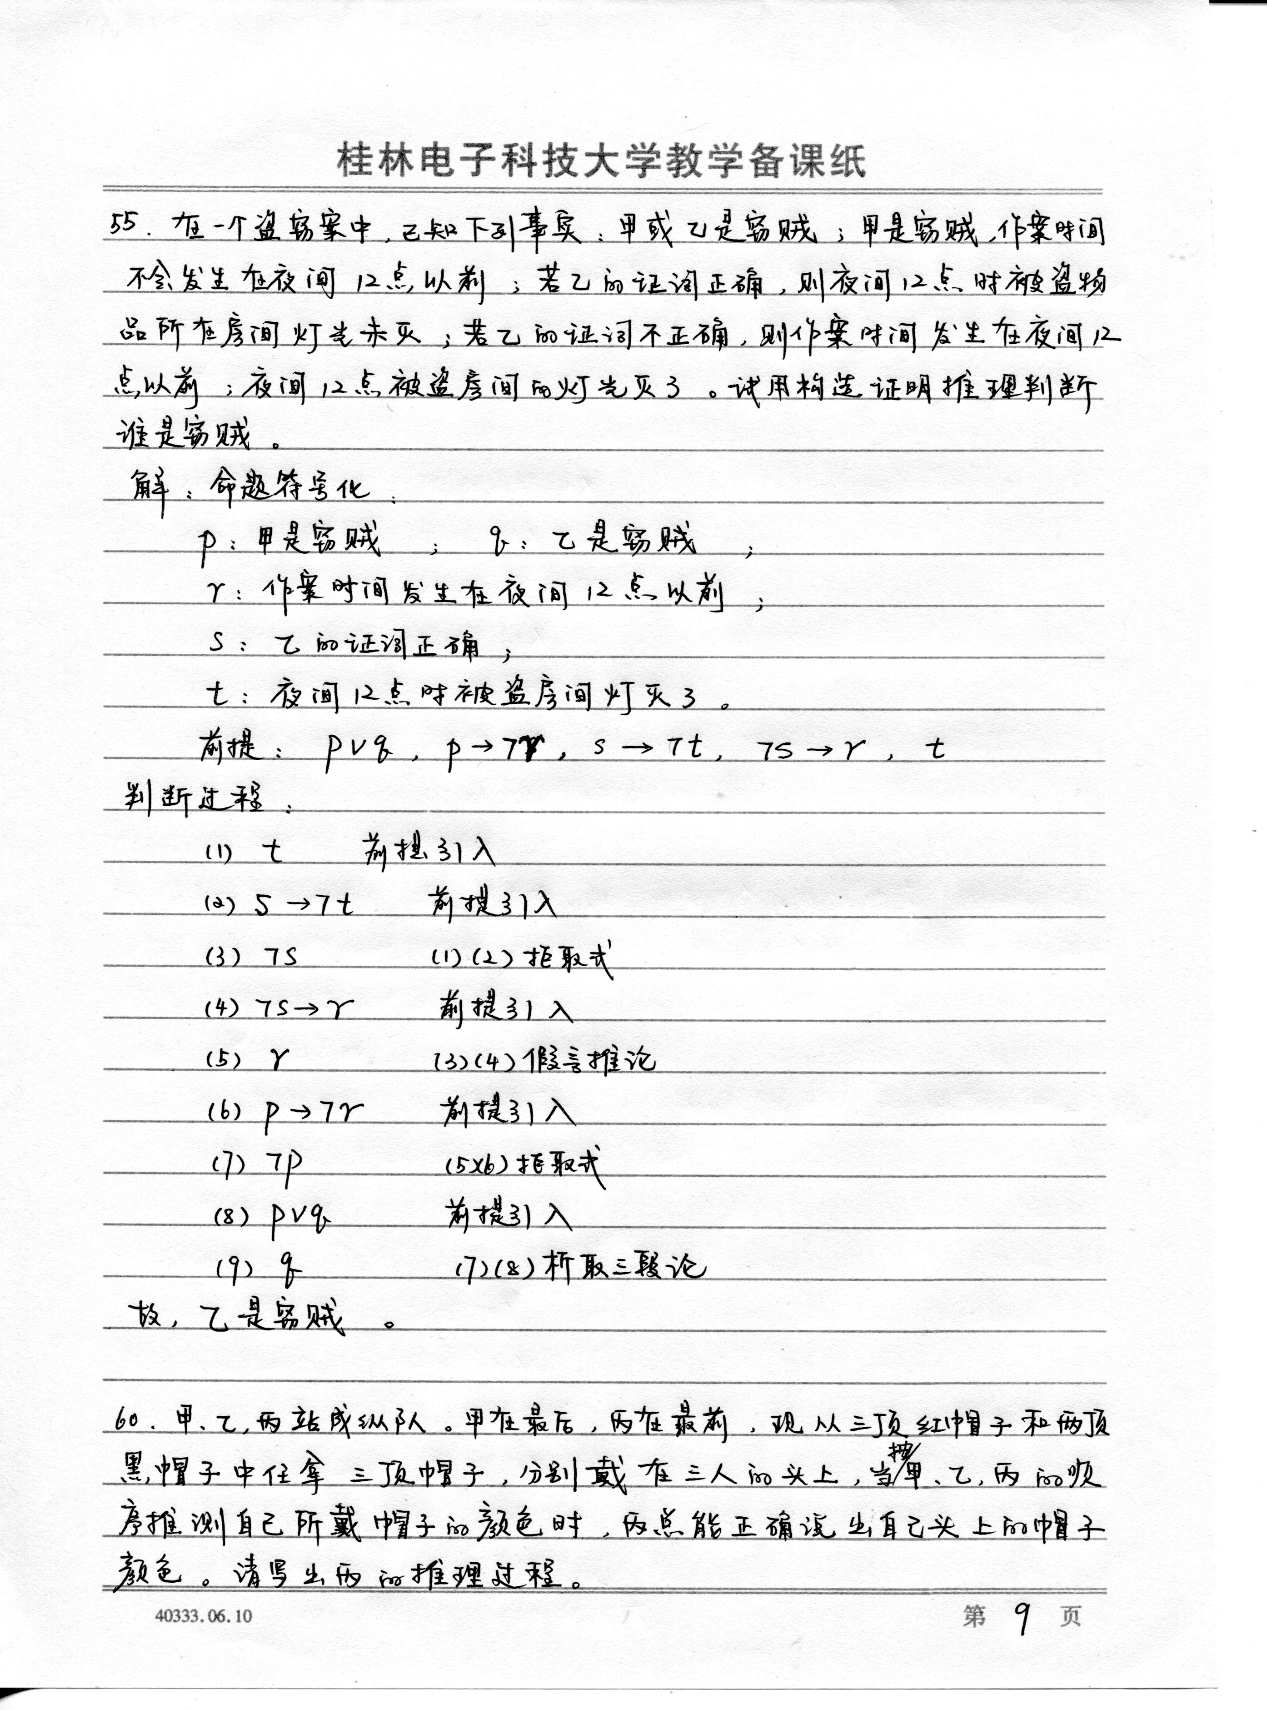 桂林电子科技大学教学备课纸
55. 在一个盗窃案中，已知下列事实：甲或乙是窃贼；甲是窃贼，作案时间
不会发生在夜间12点以前；若乙的证词正确，则夜间12点时被盗物
品所在房间灯光未灭；若乙的证词不正确，则作案时间发生在夜间12
点以前；夜间12点被盗房间的灯光灭了。试用构造证明推理判断
谁是窃贼。
解：命题符号化：
p：甲是窃贼； q：乙是窃贼；
r：作案时间发生在夜间12点以前；
s：乙的证词正确；
t：夜间12点时被盗房间灯灭了。
前提：p∨q，p→¬r，s→¬t，¬s→r，t
判断过程：
(1) t 前提引入
(2) s→¬t 前提引入
(3) ¬s (1)(2)拒取式
(4) ¬s→r 前提引入
(5) r (3)(4)假言推论
(6) p→¬r 前提引入
(7) ¬p (5)(6)拒取式
(8) p∨q 前提引入
(9) q (7)(8)析取三段论
故，乙是窃贼。
60. 甲、乙，丙站成纵队。甲在最后，丙在最前，现从三顶红帽子和两顶
黑帽子中任拿三顶帽子，分别戴在三人的头上，当按甲、乙，丙的顺
序推测自己所戴帽子的颜色时，丙总能正确说出自己头上的帽子
颜色。请写出丙的推理过程。
40333.06.10 第 9 页